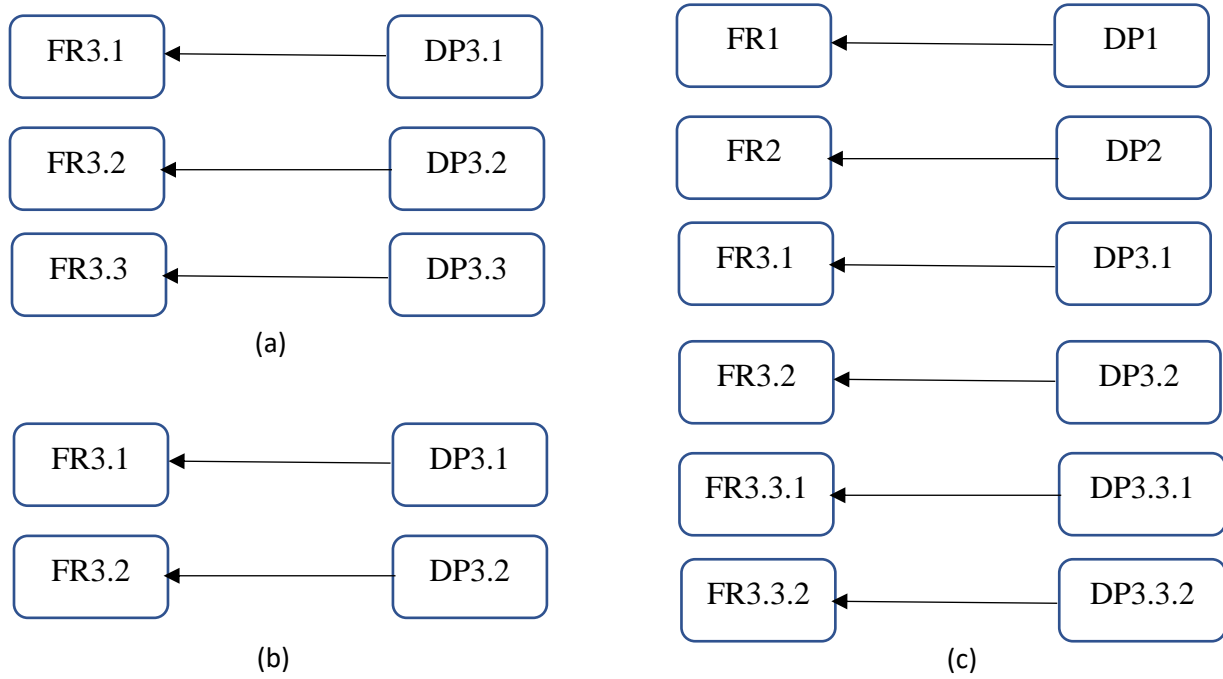 FR3.1 DP3.1
FR3.2 DP3.2
FR3.3 DP3.3
(a)
FR3.1 DP3.1
FR3.2 DP3.2
(b)
FR1 DP1
FR2 DP2
FR3.1 DP3.1
FR3.2 DP3.2
FR3.3.1 DP3.3.1
FR3.3.2 DP3.3.2
(c)